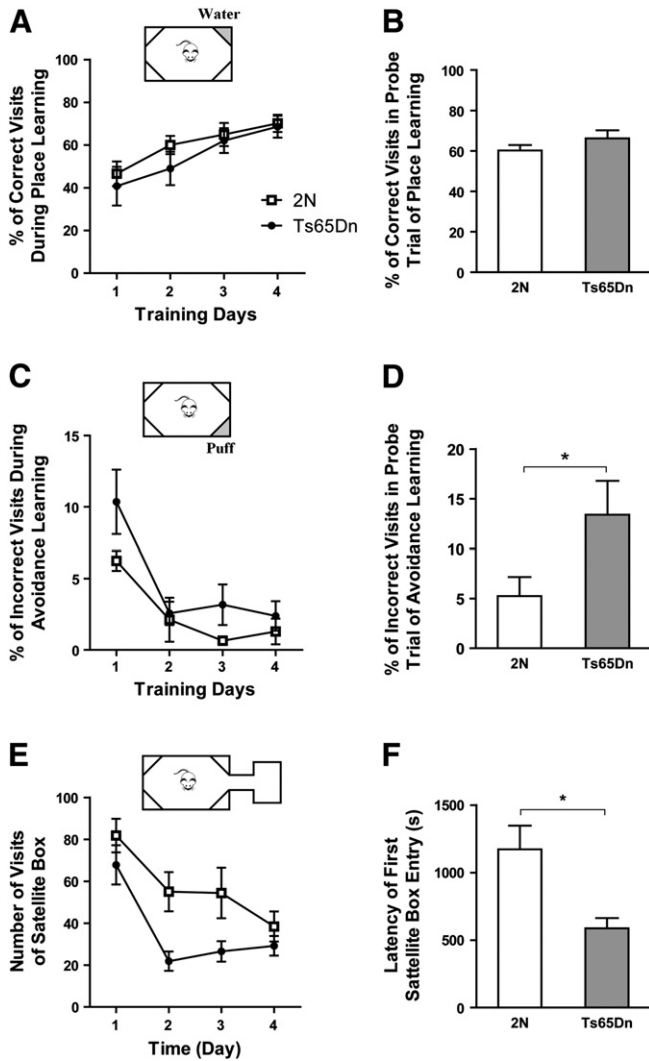 A
Water
% of Correct Visits
During Place Learning
100
80
60
40
20
0
2N
Ts65Dn
1 2 3 4
Training Days
B
% of Correct Visits in Probe
Trial of Place Learning
100
80
60
40
20
0
2N Ts65Dn
C
Puff
% of Incorrect Visits During
Avoidance Learning
15
10
5
0
1 2 3 4
Training Days
D
% of Incorrect Visits in Probe
Trial of Avoidance Learning
20
15
10
5
0
*
2N Ts65Dn
E
Number of Visits
of Satellite Box
100
80
60
40
20
0
1 2 3 4
Time (Day)
F
Latency of First
Sattellite Box Entry (s)
1500
1000
500
0
*
2N Ts65Dn